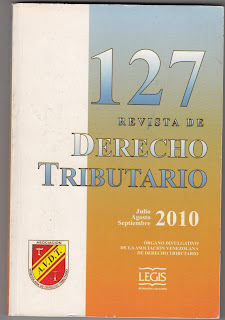 127
REVISTA DE
DERECHO
TRIBUTARIO
Julio
Agosto
Septiembre 2010
ÓRGANO DIVULGATIVO
DE LA ASOCIACIÓN VENEZOLANA
DE DERECHO TRIBUTARIO
ASOCIACION
A.V.D.T.
LEGIS